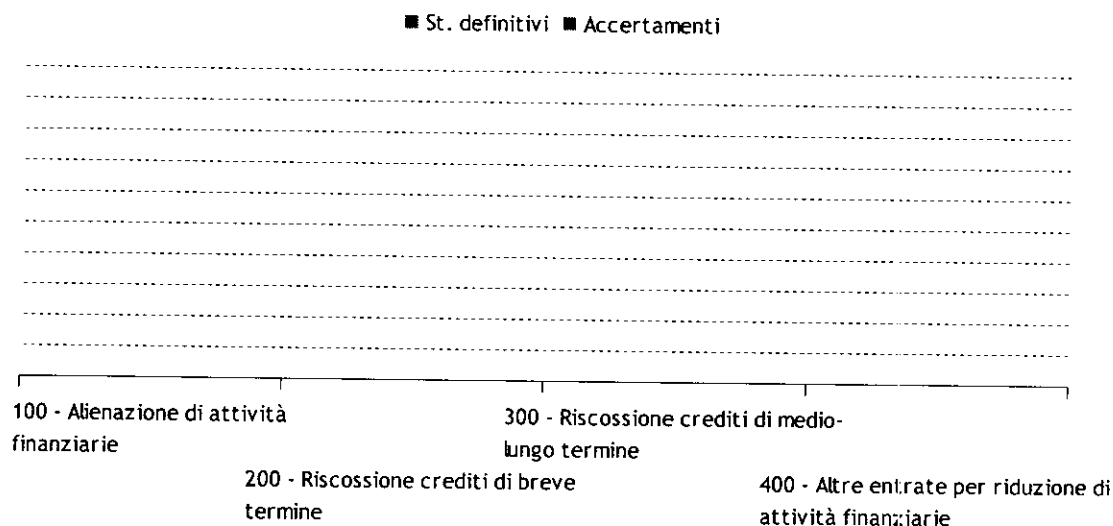 St. definitivi Accertamenti
100 - Alienazione di attività
finanziarie
200 - Riscossione crediti di breve
termine
300 - Riscossione crediti di medio-
lungo termine
400 - Altre entrate per riduzione di
attività finanziarie